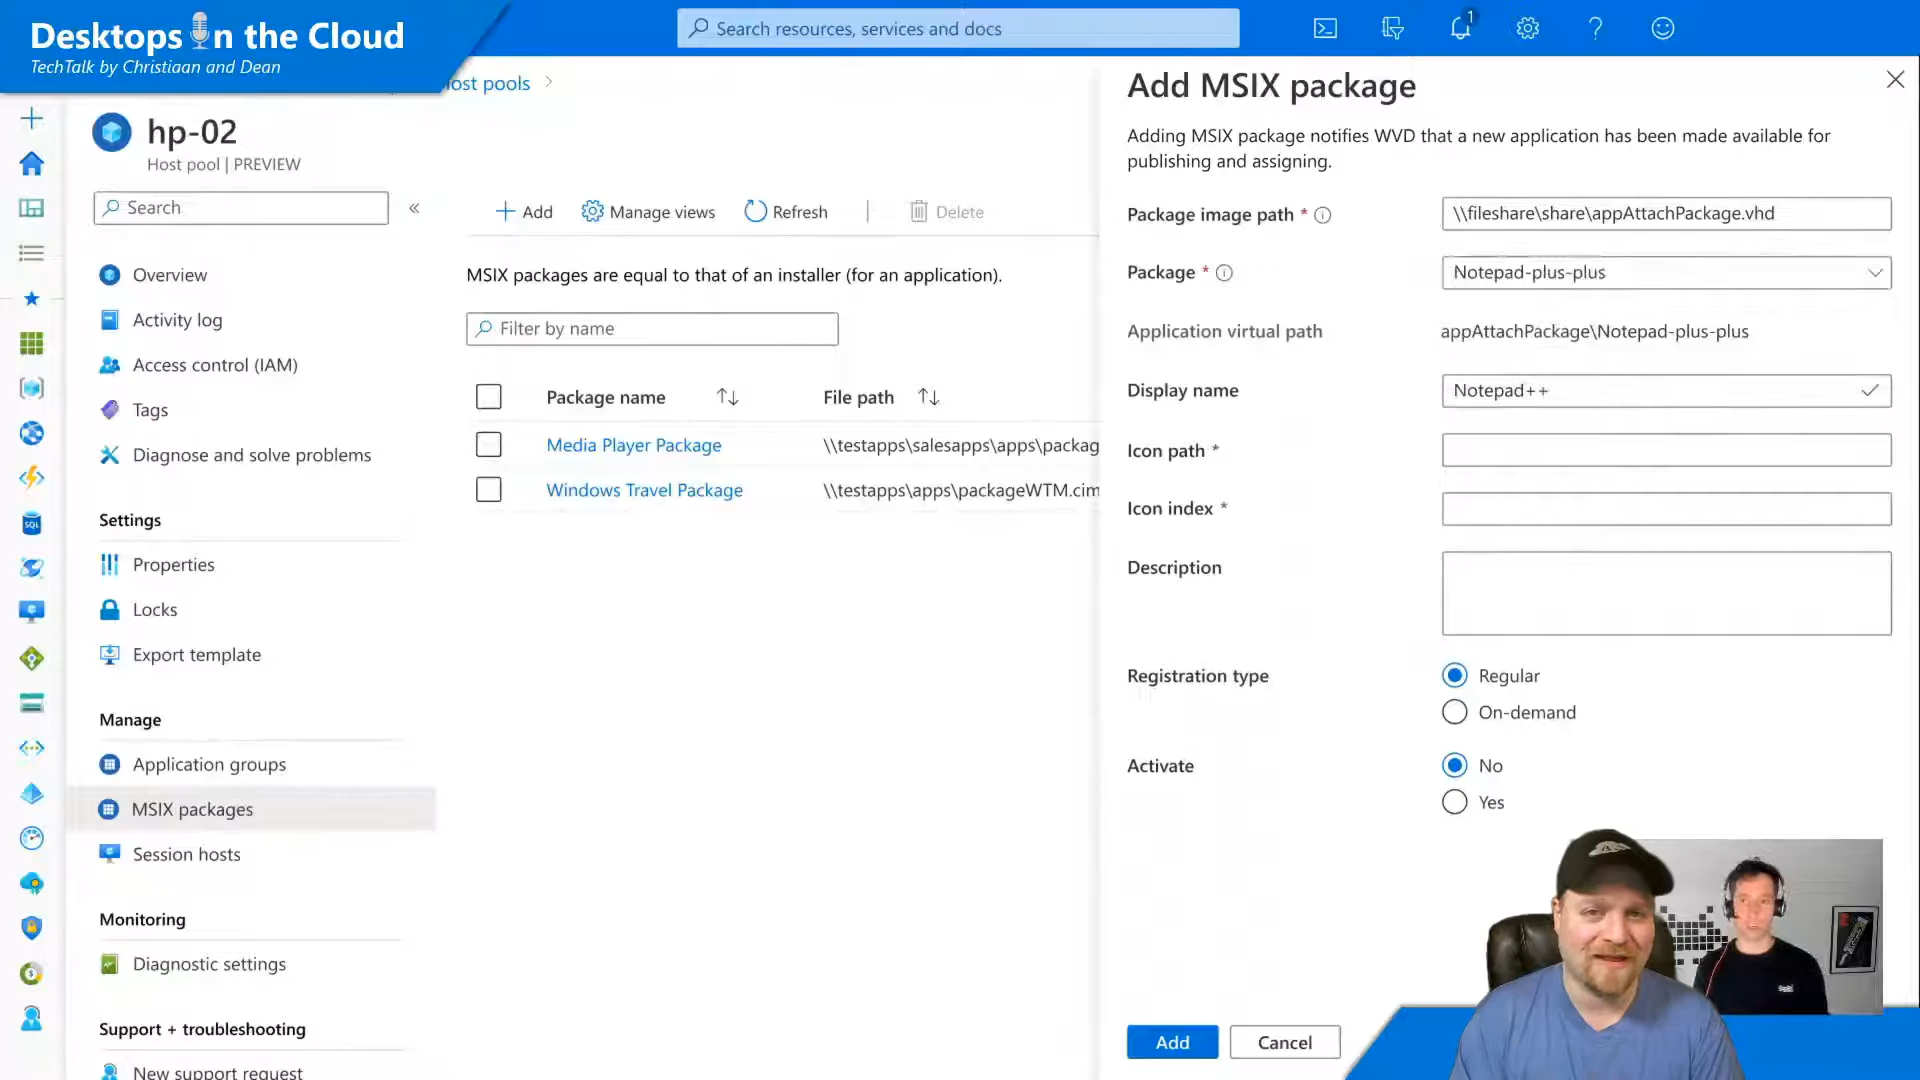 Desktops in the Cloud
TechTalk by Christiaan and Dean
Search resources, services and docs
1
ost pools
hp-02
Host pool | PREVIEW
Search
Overview
Activity log
Access control (IAM)
Tags
Diagnose and solve problems
Settings
Properties
Locks
Export template
Manage
Application groups
MSIX packages
Session hosts
Monitoring
Diagnostic settings
Support + troubleshooting
New support request
SQL
Add
Manage views
Refresh
Delete
MSIX packages are equal to that of an installer (for an application).
Filter by name
Package name
File path
Media Player Package
\\testapps\salesapps\apps\packag
Windows Travel Package
\\testapps\apps\packageWTM.cim
Add MSIX package
Adding MSIX package notifies WVD that a new application has been made available for
publishing and assigning.
Package image path *
\\fileshare\share\appAttachPackage.vhd
Package *
Notepad-plus-plus
Application virtual path
appAttachPackage\Notepad-plus-plus
Display name
Notepad++
Icon path *
Icon index *
Description
Registration type
Regular
On-demand
Activate
No
Yes
Add
Cancel